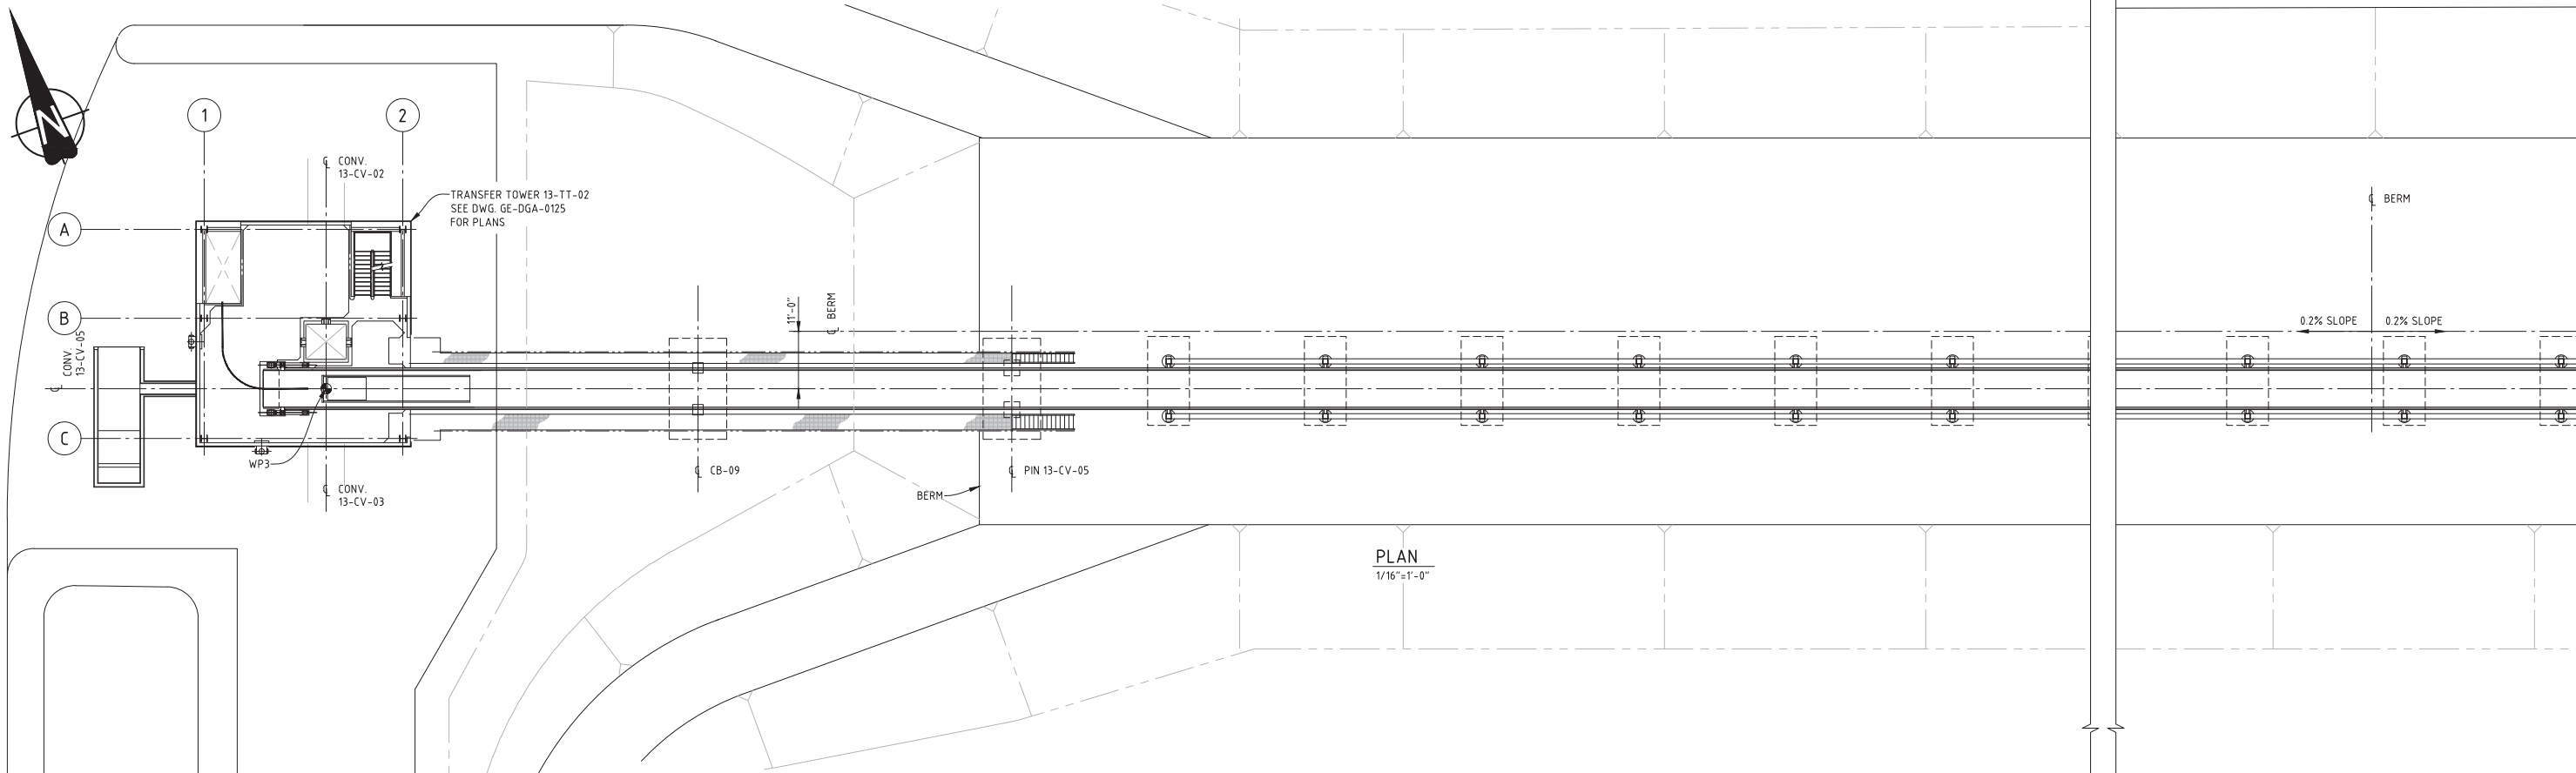 N
1
2
℄ CONV.
13-CV-02
TRANSFER TOWER 13-TT-02
SEE DWG. GE-DGA-0125
FOR PLANS
A
B
C
℄ CONV.
13-CV-05
WP3
℄ CONV.
13-CV-03
℄ CB-09
11'-0"
℄ BERM
BERM
℄ PIN 13-CV-05
℄ BERM
0.2% SLOPE
0.2% SLOPE
PLAN
1/16"=1'-0"